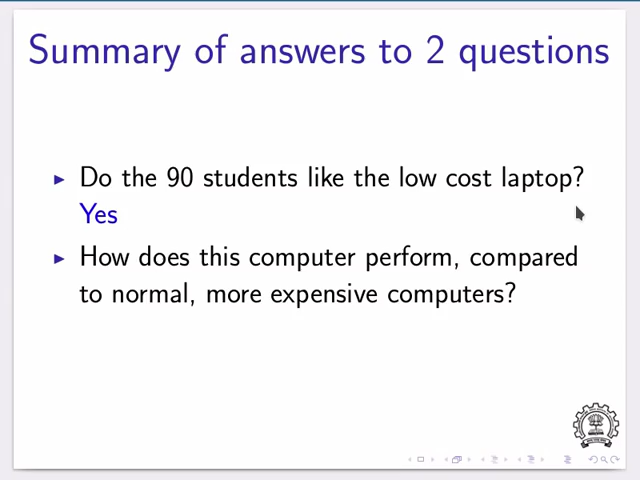 Summary of answers to 2 questions
Do the 90 students like the low cost laptop?
Yes
How does this computer perform, compared
to normal, more expensive computers?